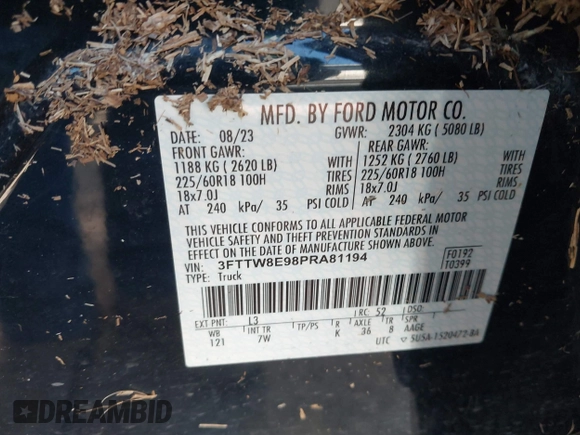 MFD. BY FORD MOTOR CO.
DATE: 08/23 GVWR: 2304 KG ( 5080 LB)
FRONT GAWR: REAR GAWR:
1188 KG ( 2620 LB) WITH 1252 KG ( 2760 LB) WITH
225/60R18 100H TIRES 225/60R18 100H TIRES
18x7.0J RIMS 18x7.0J RIMS
AT 240 kPa/ 35 PSI COLD AT 240 kPa/ 35 PSI COLD
THIS VEHICLE CONFORMS TO ALL APPLICABLE FEDERAL MOTOR
VEHICLE SAFETY AND THEFT PREVENTION STANDARDS IN
EFFECT ON THE DATE OF MANUFACTURE SHOWN ABOVE.
VIN: 3FTTW8E98PRA81194 F0192
TYPE: Truck T0399
EXT PNT: L3 RC: 52 DSO:
WB INT TR TP/PS R AXLE TR SPR
121 7W K 36 8 AAGE
UTC SU5A-1520472-BA
DREAMBID